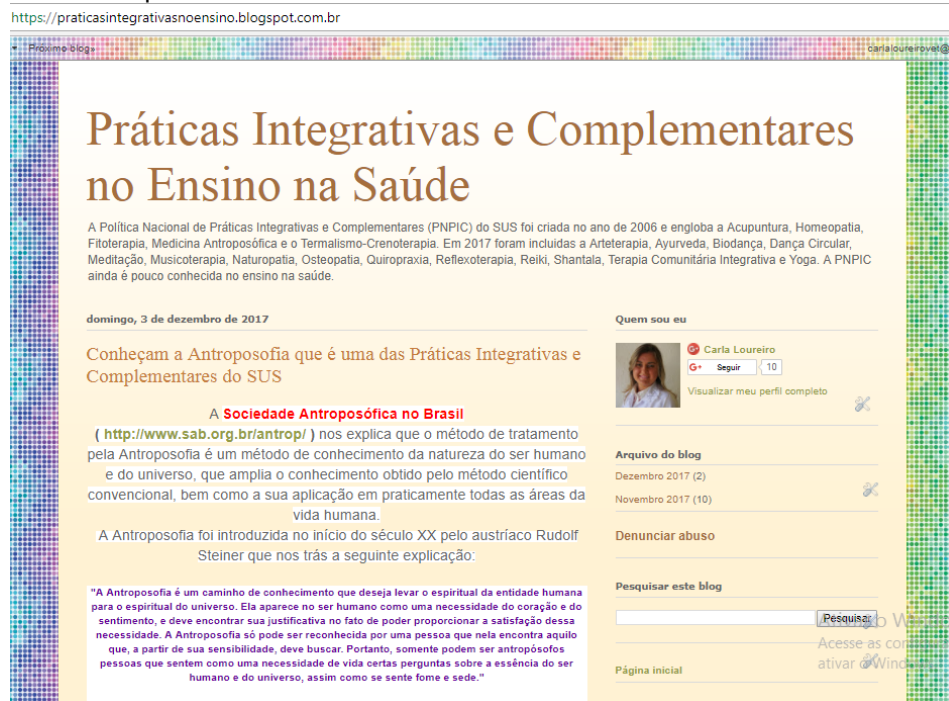 https://praticasintegrativasnoensino.blogspot.com.br
Próximo blog»
carlaloureirovet@
Práticas Integrativas e Complementares
no Ensino na Saúde
A Política Nacional de Práticas Integrativas e Complementares (PNPIC) do SUS foi criada no ano de 2006 e engloba a Acupuntura, Homeopatia,
Fitoterapia, Medicina Antroposófica e o Termalismo-Crenoterapia. Em 2017 foram incluidas a Arteterapia, Ayurveda, Biodança, Dança Circular,
Meditação, Musicoterapia, Naturopatia, Osteopatia, Quiropraxia, Reflexoterapia, Reiki, Shantala, Terapia Comunitária Integrativa e Yoga. A PNPIC
ainda é pouco conhecida no ensino na saúde.
domingo, 3 de dezembro de 2017
Conheçam a Antroposofia que é uma das Práticas Integrativas e
Complementares do SUS
A Sociedade Antroposófica no Brasil
( http://www.sab.org.br/antrop/ ) nos explica que o método de tratamento
pela Antroposofia é um método de conhecimento da natureza do ser humano
e do universo, que amplia o conhecimento obtido pelo método científico
convencional, bem como a sua aplicação em praticamente todas as áreas da
vida humana.
A Antroposofia foi introduzida no início do século XX pelo austríaco Rudolf
Steiner que nos trás a seguinte explicação:
"A Antroposofia é um caminho de conhecimento que deseja levar o espiritual da entidade humana
para o espiritual do universo. Ela aparece no ser humano como uma necessidade do coração e do
sentimento, e deve encontrar sua justificativa no fato de poder proporcionar a satisfação dessa
necessidade. A Antroposofia só pode ser reconhecida por uma pessoa que nela encontra aquilo
que, a partir de sua sensibilidade, deve buscar. Portanto, somente podem ser antropósofos
pessoas que sentem como uma necessidade de vida certas perguntas sobre a essência do ser
humano e do universo, assim como se sente fome e sede."
Quem sou eu
Carla Loureiro
G+ Seguir 10
Visualizar meu perfil completo
Arquivo do blog
Dezembro 2017 (2)
Novembro 2017 (10)
Denunciar abuso
Pesquisar este blog
Pesquisar
Acesse as con
ativar o Wind
Página inicial